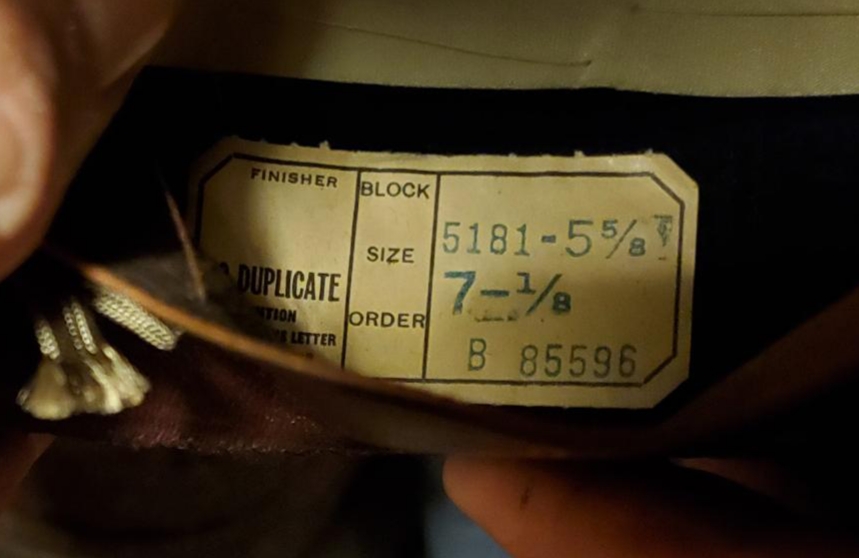 FINISHER
DUPLICATE
LETTER
BLOCK
SIZE
ORDER
5181-5⅝
7-⅛
B 85596